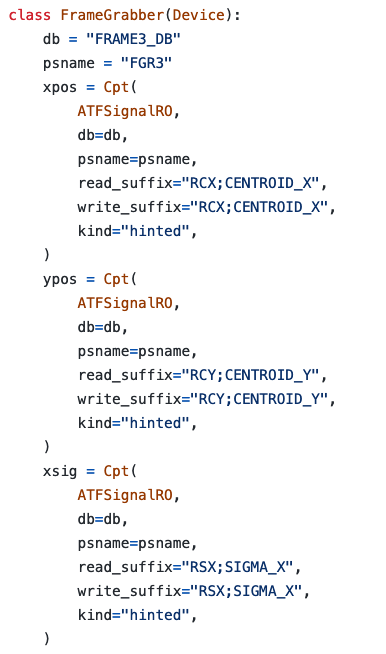 class FrameGrabber(Device):
    db = "FRAME3_DB"
    psname = "FGR3"
    xpos = Cpt(
        ATFSignalRO,
        db=db,
        psname=psname,
        read_suffix="RCX;CENTROID_X",
        write_suffix="RCX;CENTROID_X",
        kind="hinted",
    )
    ypos = Cpt(
        ATFSignalRO,
        db=db,
        psname=psname,
        read_suffix="RCY;CENTROID_Y",
        write_suffix="RCY;CENTROID_Y",
        kind="hinted",
    )
    xsig = Cpt(
        ATFSignalRO,
        db=db,
        psname=psname,
        read_suffix="RSX;SIGMA_X",
        write_suffix="RSX;SIGMA_X",
        kind="hinted",
    )